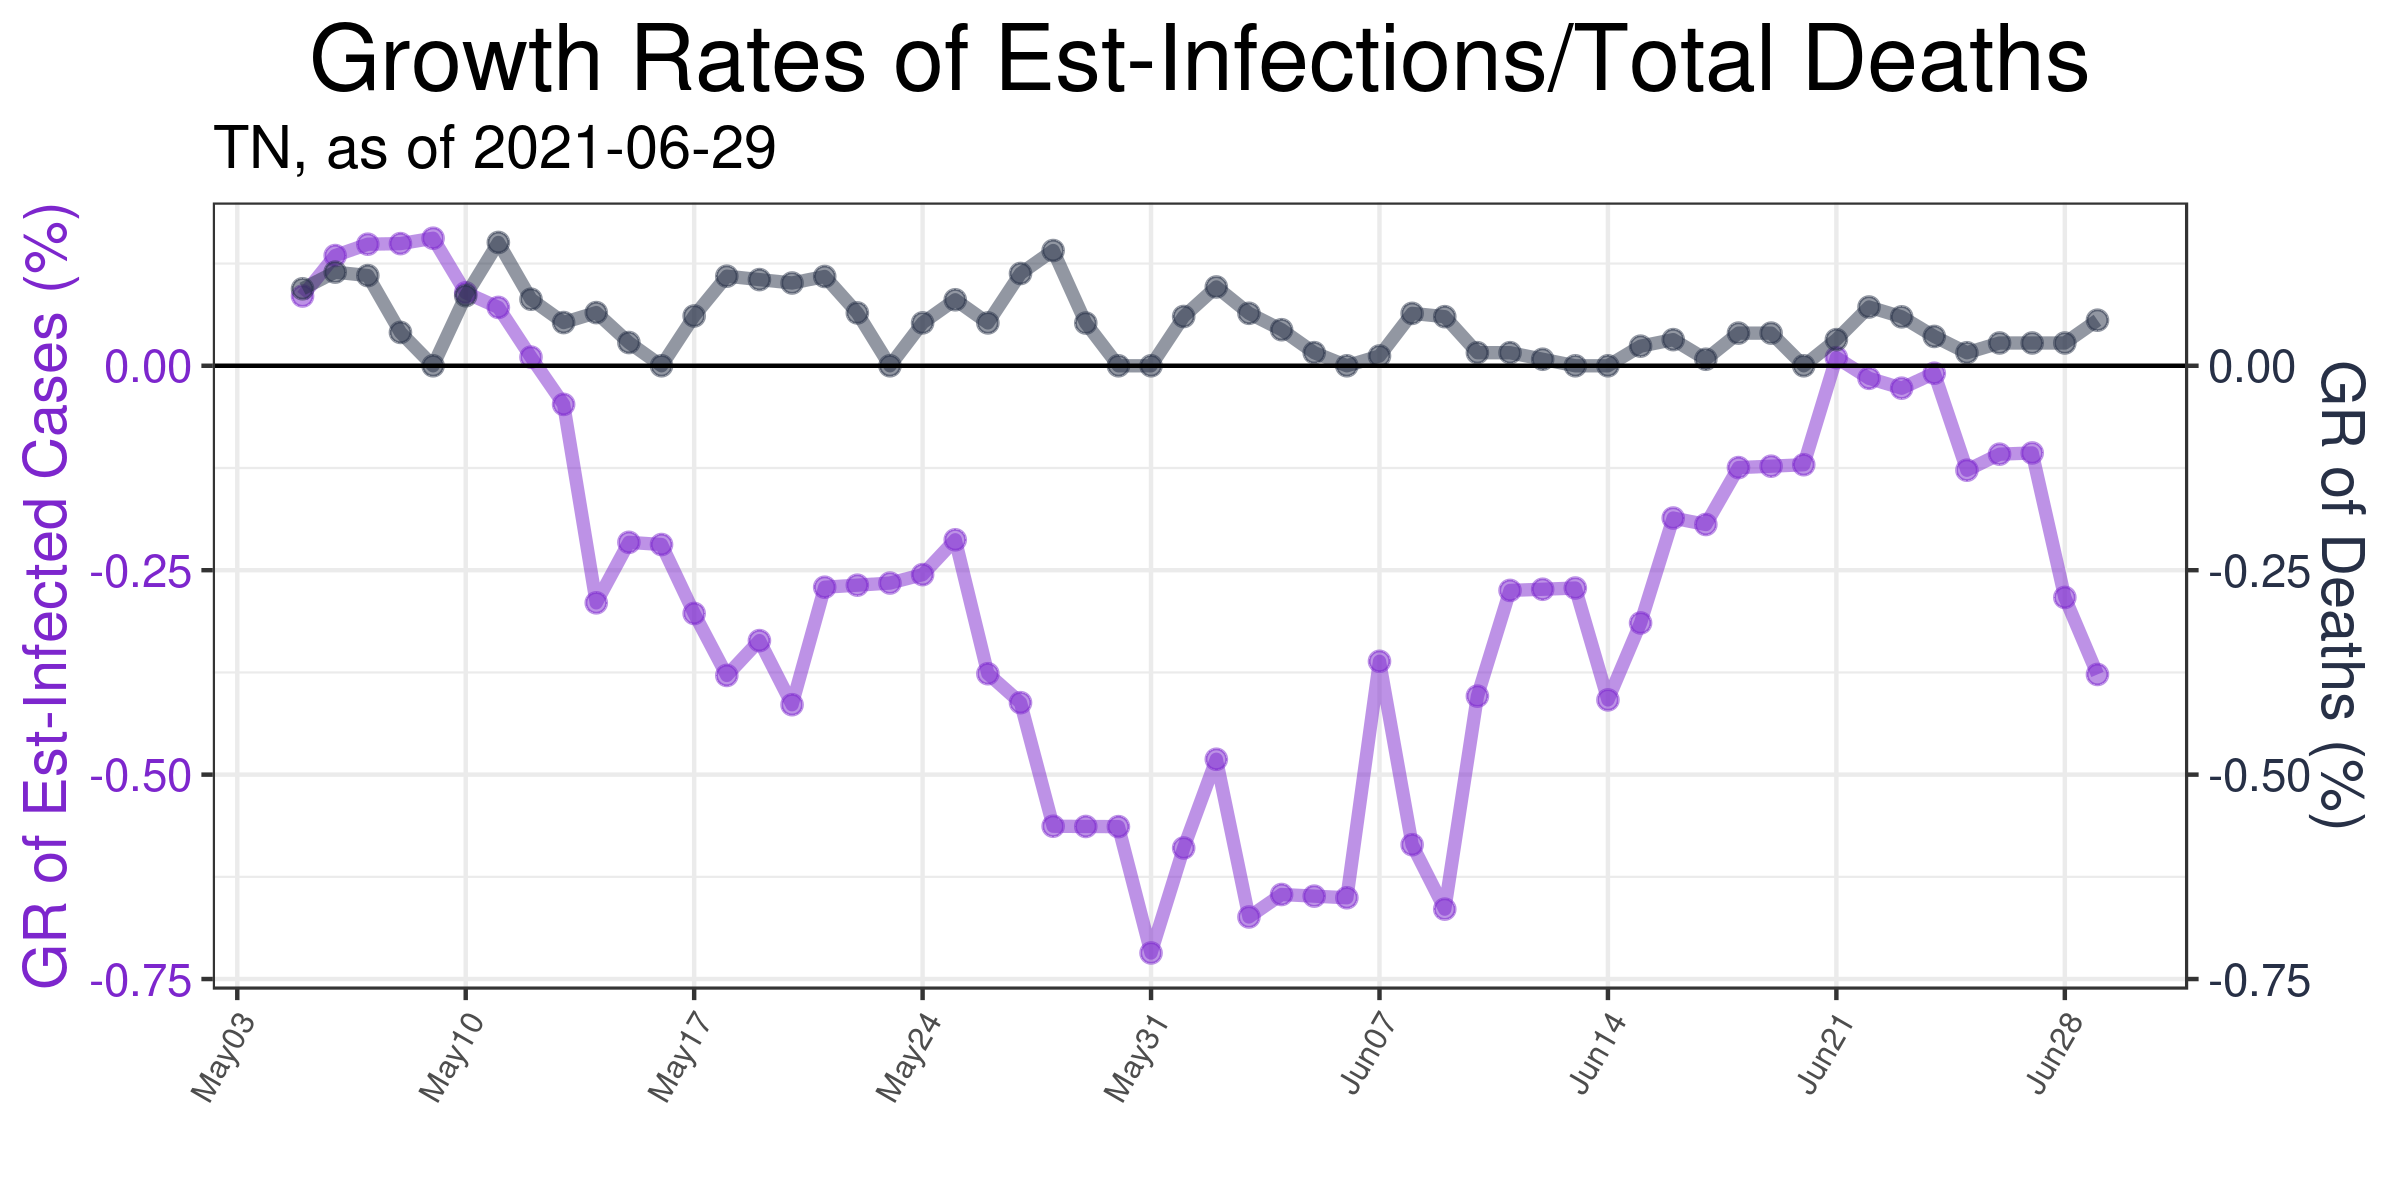 Growth Rates of Est-Infections/Total Deaths
TN, as of 2021-06-29
GR of Est-Infected Cases (%)
0.00
-0.25
-0.50
-0.75
0.00
-0.25
-0.50
-0.75
GR of Deaths (%)
May03
May10
May17
May24
May31
Jun07
Jun14
Jun21
Jun28